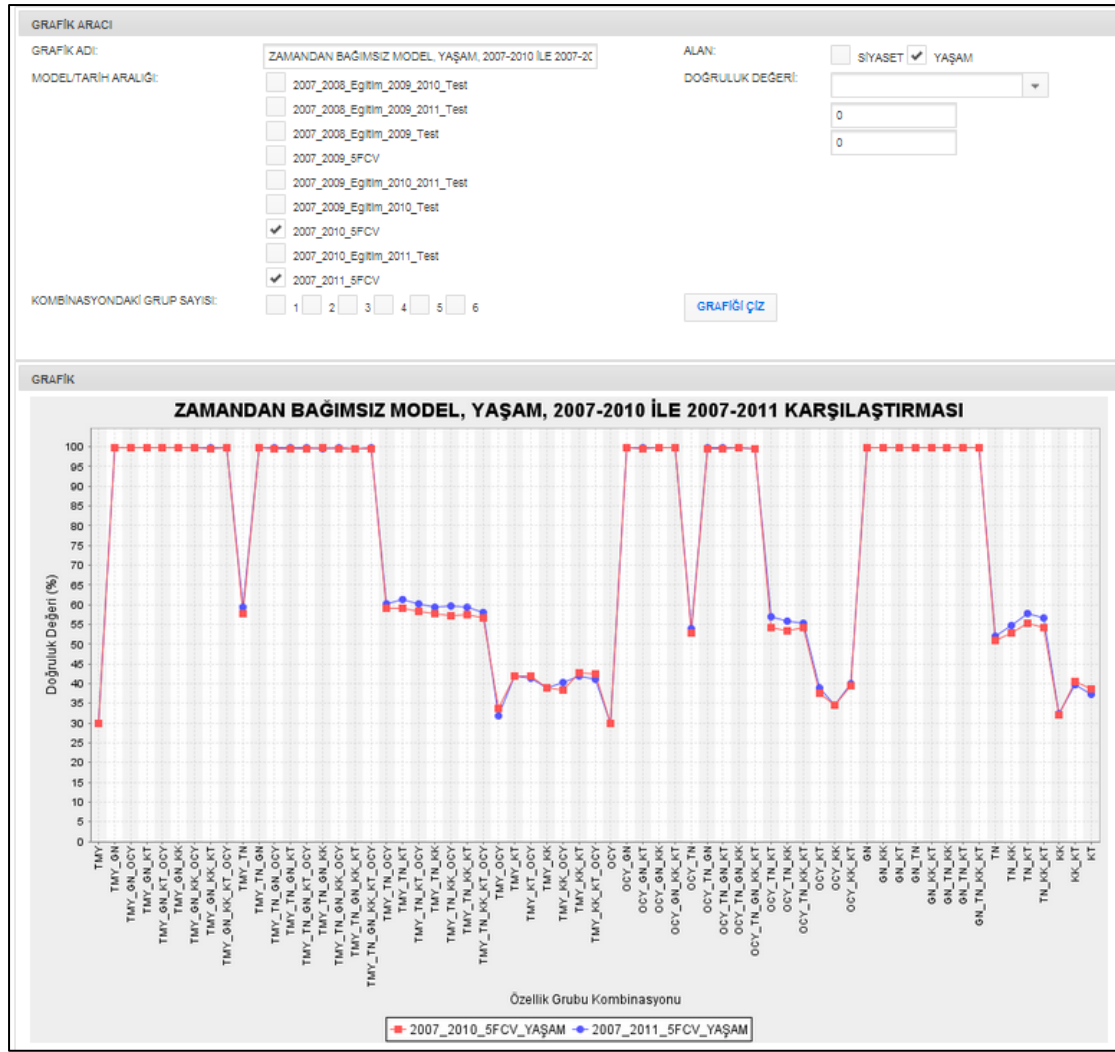 GRAFİK ARACI
GRAFİK ADI:
ZAMANDAN BAĞIMSIZ MODEL, YAŞAM, 2007-2010 İLE 2007-20
ALAN:
SİYASET YAŞAM
MODEL/TARİH ARALIĞI:
2007_2008_Egitim_2009_2010_Test
2007_2008_Egitim_2009_2011_Test
2007_2008_Egitim_2009_Test
2007_2009_5FCV
2007_2009_Egitim_2010_2011_Test
2007_2009_Egitim_2010_Test
2007_2010_5FCV
2007_2010_Egitim_2011_Test
2007_2011_5FCV
DOĞRULUK DEĞERİ:
0
0
KOMBİNASYONDAKİ GRUP SAYISI:
1 2 3 4 5 6
GRAFİĞİ ÇİZ
GRAFİK
ZAMANDAN BAĞIMSIZ MODEL, YAŞAM, 2007-2010 İLE 2007-2011 KARŞILAŞTIRMASI
Doğruluk Değeri (%)
100
95
90
85
80
75
70
65
60
55
50
45
40
35
30
25
20
15
10
5
0
TMY
TMY_GN
TMY_GN_OCY
TMY_GN_KT
TMY_GN_KT_OCY
TMY_GN_KK
TMY_GN_KK_OCY
TMY_GN_KK_KT
TMY_GN_KK_KT_OCY
TMY_TN
TMY_TN_GN
TMY_TN_GN_OCY
TMY_TN_GN_KT
TMY_TN_GN_KT_OCY
TMY_TN_GN_KK
TMY_TN_GN_KK_OCY
TMY_TN_GN_KK_KT
TMY_TN_GN_KK_KT_OCY
TMY_TN_OCY
TMY_TN_KT
TMY_TN_KT_OCY
TMY_TN_KK
TMY_TN_KK_OCY
TMY_TN_KK_KT
TMY_TN_KK_KT_OCY
TMY_OCY
TMY_KT
TMY_KT_OCY
TMY_KK
TMY_KK_OCY
TMY_KK_KT
TMY_KK_KT_OCY
OCY
OCY_GN
OCY_GN_KT
OCY_GN_KK
OCY_GN_KK_KT
OCY_TN
OCY_TN_GN
OCY_TN_GN_KT
OCY_TN_GN_KK
OCY_TN_GN_KK_KT
OCY_TN_KT
OCY_TN_KK
OCY_TN_KK_KT
OCY_KT
OCY_KK
OCY_KK_KT
GN
GN_KK
GN_KT
GN_TN
GN_KK_KT
GN_TN_KK
GN_TN_KT
GN_TN_KK_KT
TN
TN_KK
TN_KT
TN_KK_KT
KK
KK_KT
KT
Özellik Grubu Kombinasyonu
2007_2010_5FCV_YAŞAM 2007_2011_5FCV_YAŞAM